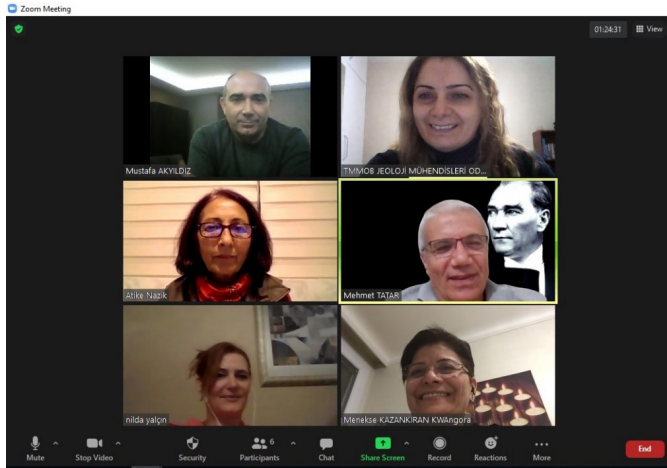 Zoom Meeting
01:24:31 View
Mustafa AKYILDIZ
TMMOB JEOLOJİ MÜHENDİSLERİ OD...
Atike Nazik
Mehmet TATAR
nilda yalçın
Menekse KAZANKIRAN KWAngora
6
Mute
Stop Video
Security
Participants
Chat
Share Screen
Record
Reactions
More
End